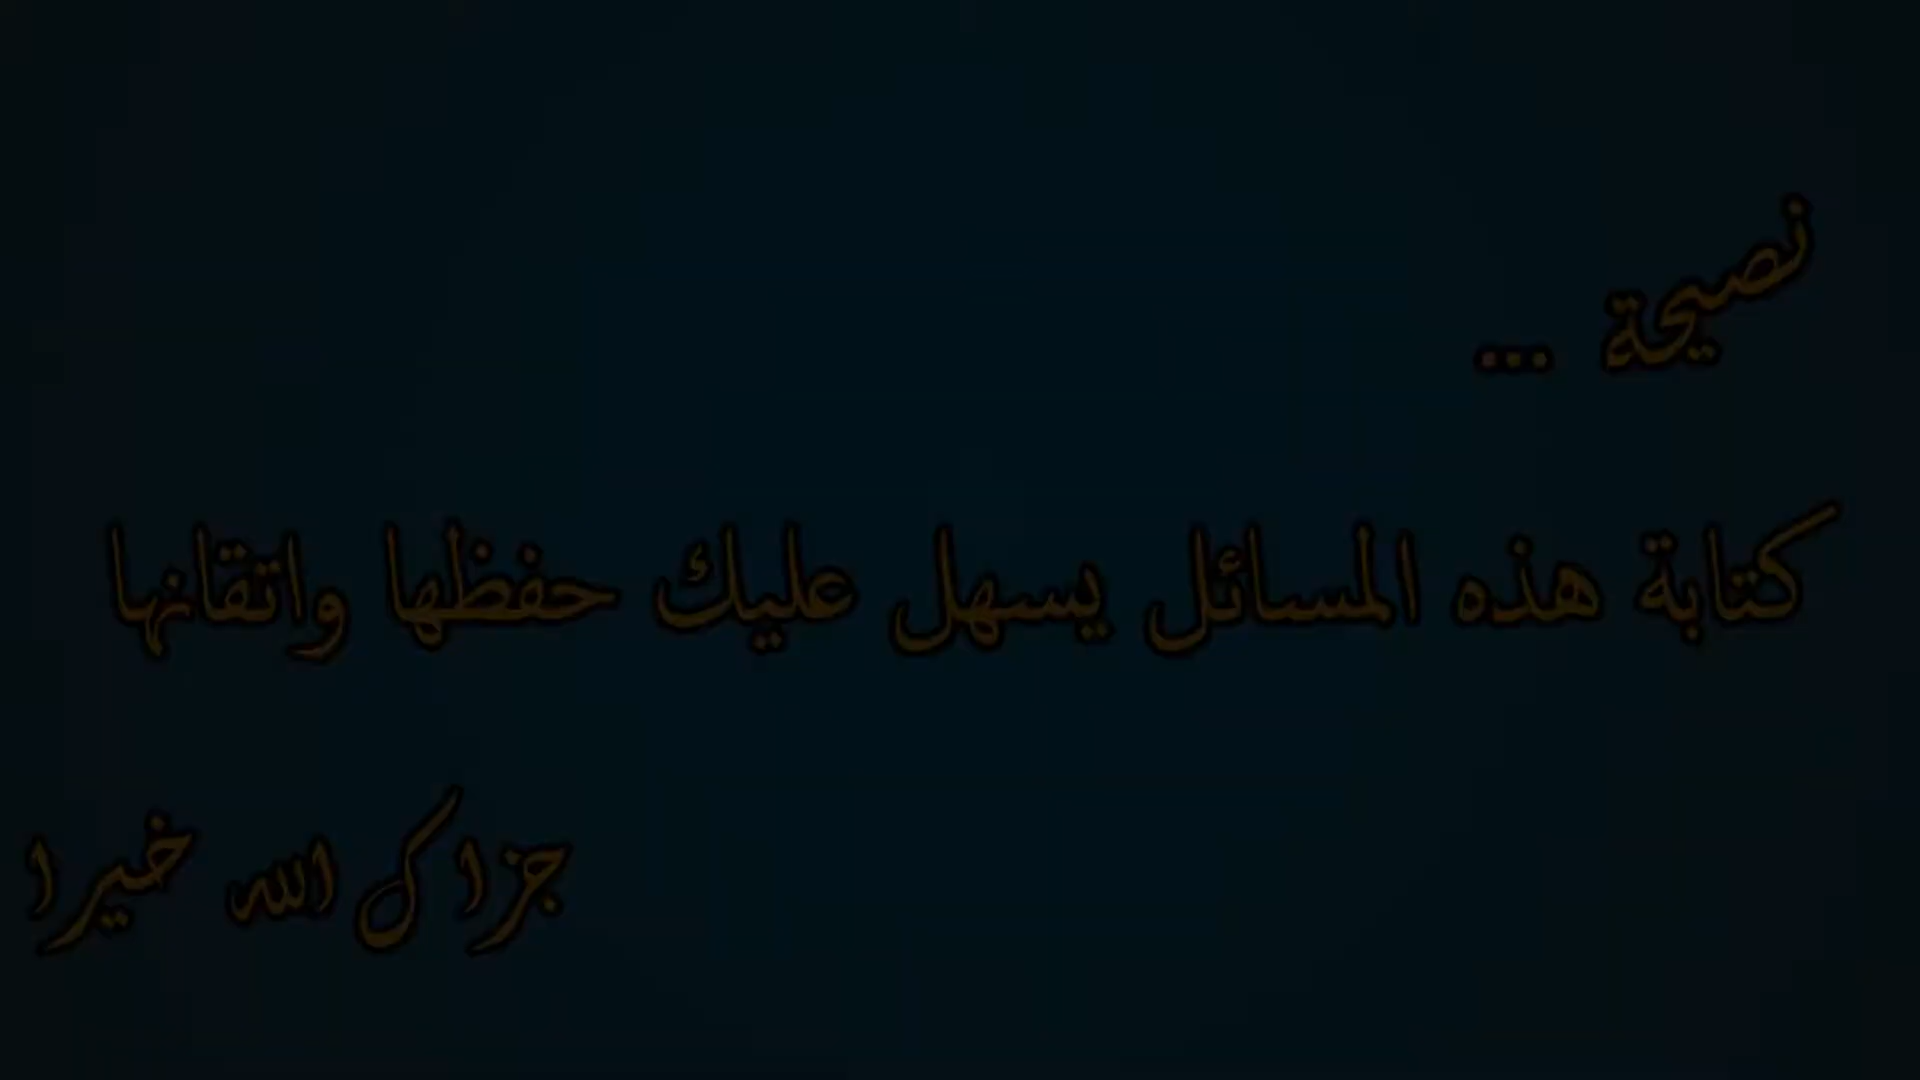 نصيحة ...
كتابة هذه المسائل يسهل عليك حفظها واتقانها
جزاك الله خيرا